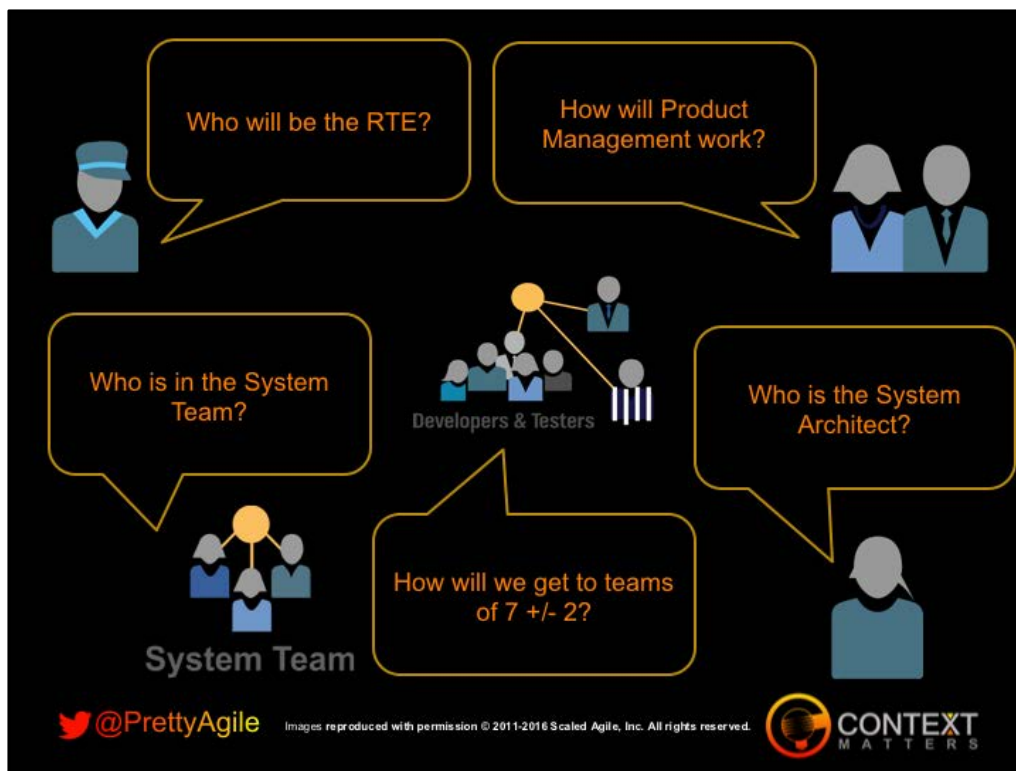 Who will be the RTE?
How will Product
Management work?
Who is in the System
Team?
Developers & Testers
Who is the System
Architect?
How will we get to teams
of 7 +/- 2?
System Team
@PrettyAgile
Images reproduced with permission © 2011-2016 Scaled Agile, Inc. All rights reserved.
CONTEXT
MATTERS